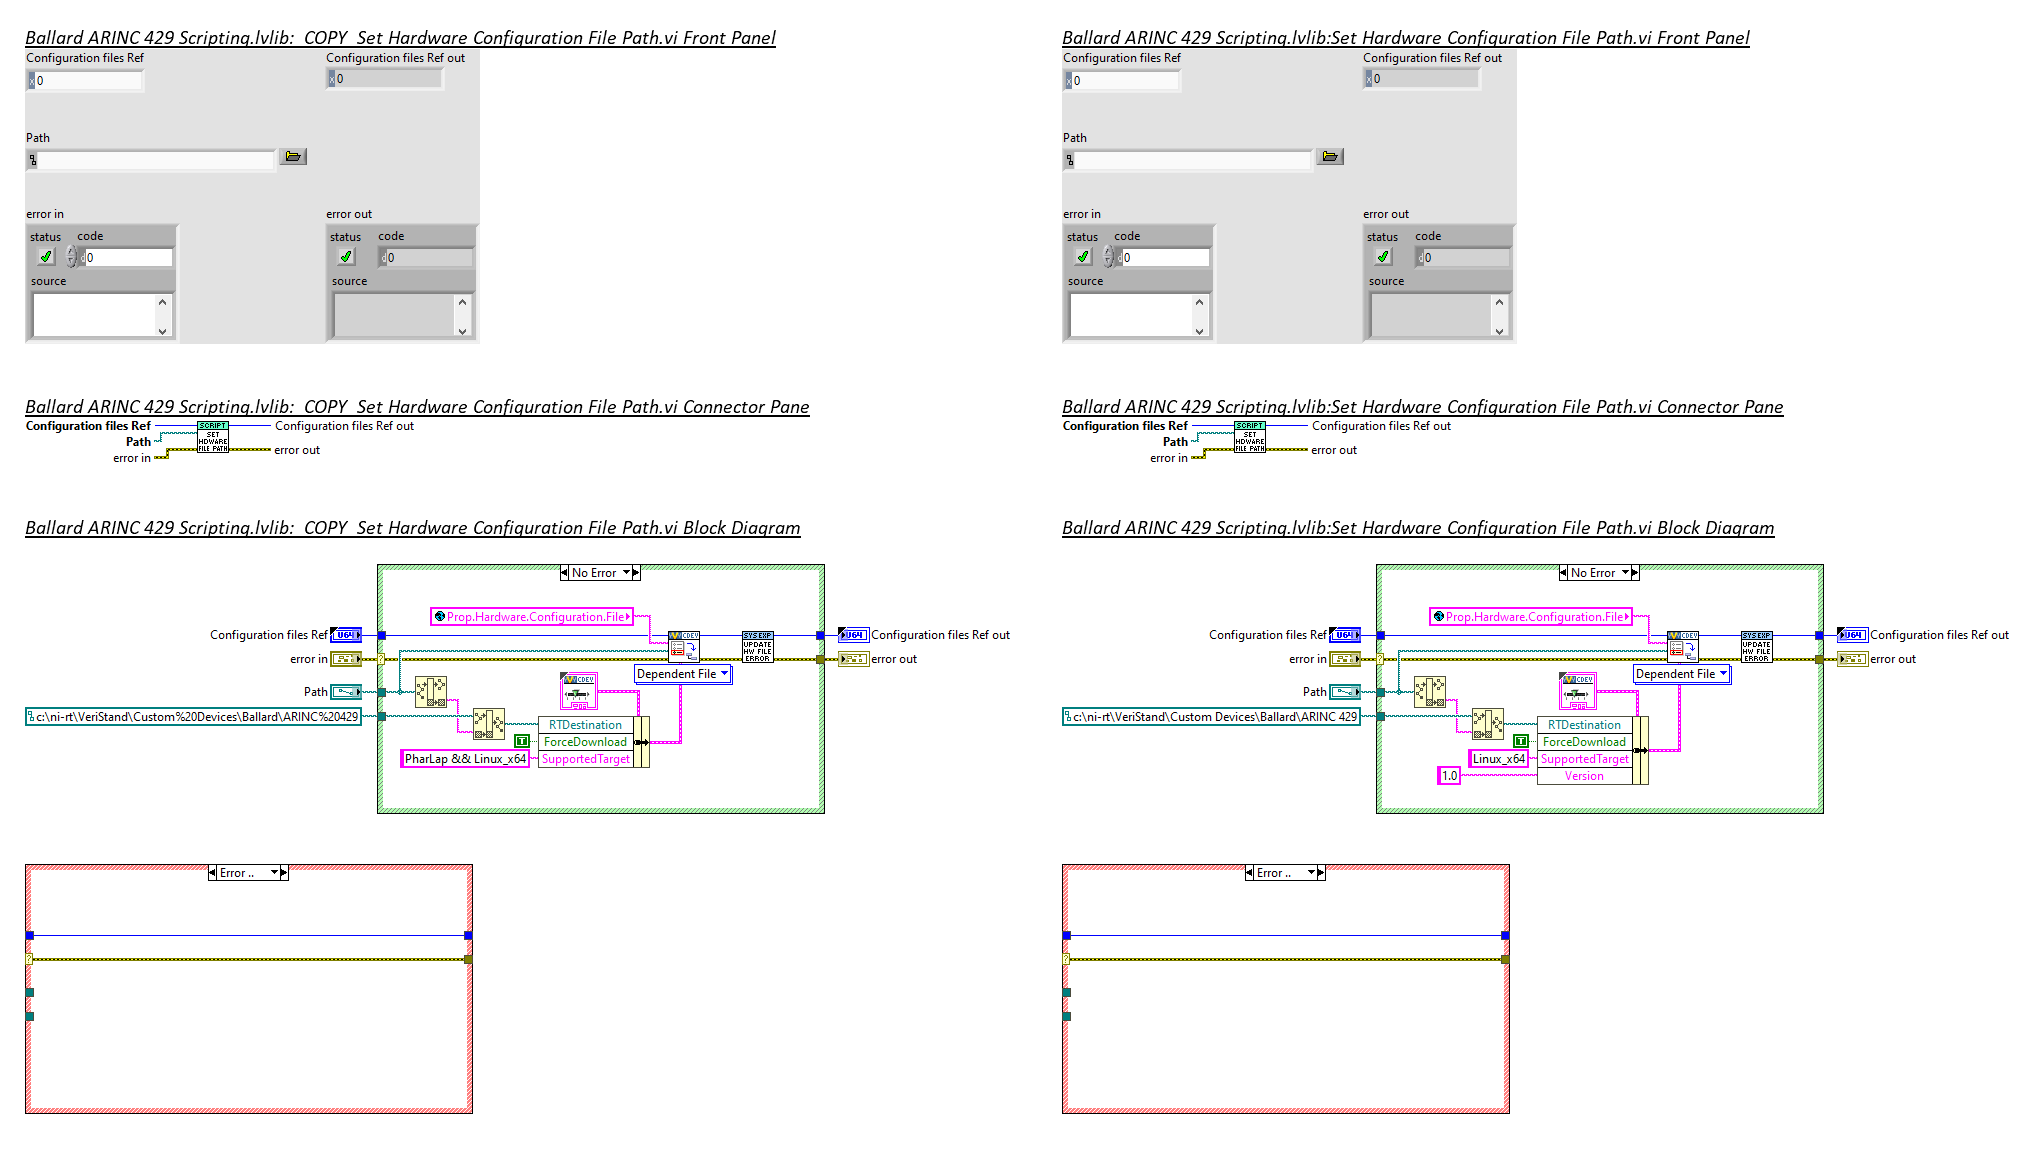 Ballard ARINC 429 Scripting.lvlib:  COPY  Set Hardware Configuration File Path.vi Front Panel
Configuration files Ref
Configuration files Ref out
x 0
x 0
Path
error in
error out
status
code
status
code
d 0
d 0
source
source
Ballard ARINC 429 Scripting.lvlib:  COPY  Set Hardware Configuration File Path.vi Connector Pane
Configuration files Ref
Configuration files Ref out
Path
error in
error out
SCRIPT
SET
HDWARE
FILE PATH
Ballard ARINC 429 Scripting.lvlib:  COPY  Set Hardware Configuration File Path.vi Block Diagram
No Error
Prop.Hardware.Configuration.File
Configuration files Ref
U64
CDEV
SYS EXP
UPDATE
HW FILE
ERROR
U64
Configuration files Ref out
error in
?
error out
Dependent File
Path
CDEV
c:\ni-rt\VeriStand\Custom%20Devices\Ballard\ARINC%20429
RTDestination
T
ForceDownload
PharLap && Linux_x64
SupportedTarget
Error ..
?
Ballard ARINC 429 Scripting.lvlib:Set Hardware Configuration File Path.vi Front Panel
Configuration files Ref
Configuration files Ref out
x 0
x 0
Path
error in
error out
status
code
status
code
d 0
d 0
source
source
Ballard ARINC 429 Scripting.lvlib:Set Hardware Configuration File Path.vi Connector Pane
Configuration files Ref
Configuration files Ref out
Path
error in
error out
SCRIPT
SET
HDWARE
FILE PATH
Ballard ARINC 429 Scripting.lvlib:Set Hardware Configuration File Path.vi Block Diagram
No Error
Prop.Hardware.Configuration.File
Configuration files Ref
U64
CDEV
SYS EXP
UPDATE
HW FILE
ERROR
U64
Configuration files Ref out
error in
?
error out
Dependent File
Path
CDEV
c:\ni-rt\VeriStand\Custom Devices\Ballard\ARINC 429
RTDestination
T
ForceDownload
Linux_x64
SupportedTarget
1.0
Version
Error ..
?